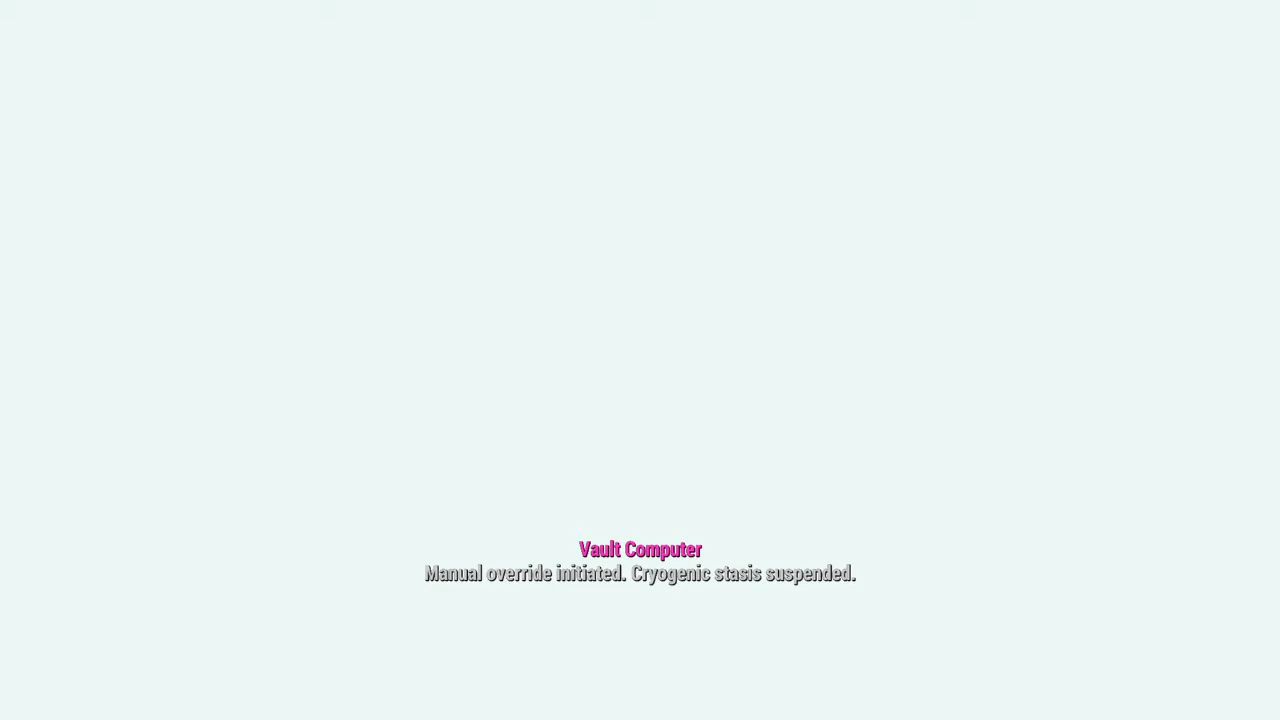 Vault Computer
Manual override initiated. Cryogenic stasis suspended.